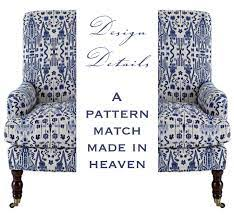 Design
Details
A
PATTERN
MATCH
MADE IN
HEAVEN